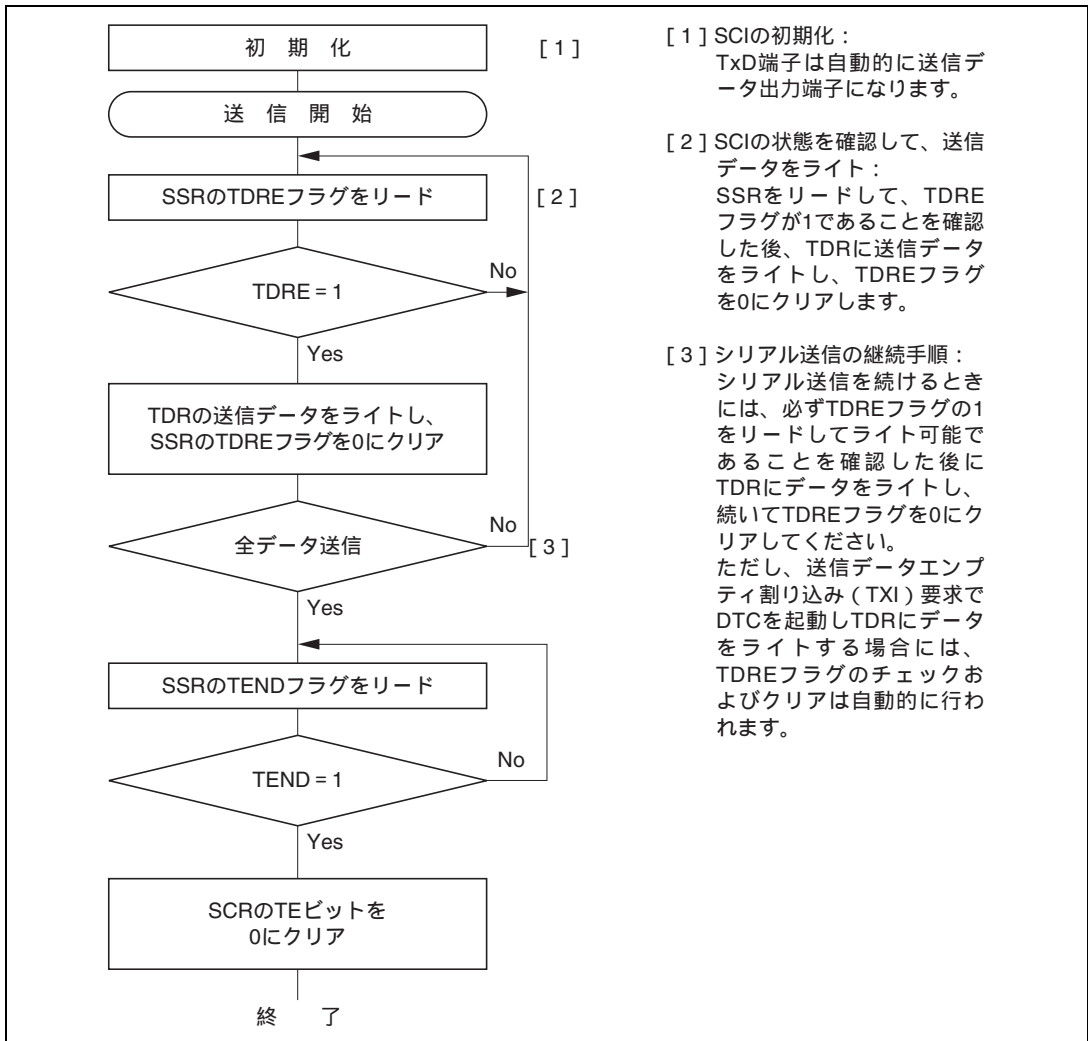 初 期 化
[ 1 ]
送 信 開 始
SSRのTDREフラグをリード
[ 2 ]
TDRE = 1
No
Yes
TDRの送信データをライトし、
SSRのTDREフラグを0にクリア
全データ送信
No
[ 3 ]
Yes
SSRのTENDフラグをリード
TEND = 1
No
Yes
SCRのTEビットを
0にクリア
終 了
[ 1 ] SCIの初期化：
TxD端子は自動的に送信デ
ータ出力端子になります。
[ 2 ] SCIの状態を確認して、送信
データをライト：
SSRをリードして、TDRE
フラグが1であることを確認
した後、TDRに送信データ
をライトし、TDREフラグ
を0にクリアします。
[ 3 ] シリアル送信の継続手順：
シリアル送信を続けるとき
には、必ずTDREフラグの1
をリードしてライト可能で
あることを確認した後に
TDRにデータをライトし、
続いてTDREフラグを0にク
リアしてください。
ただし、送信データエンプ
ティ割り込み（TXI）要求で
DTCを起動しTDRにデータ
をライトする場合には、
TDREフラグのチェックお
よびクリアは自動的に行わ
れます。